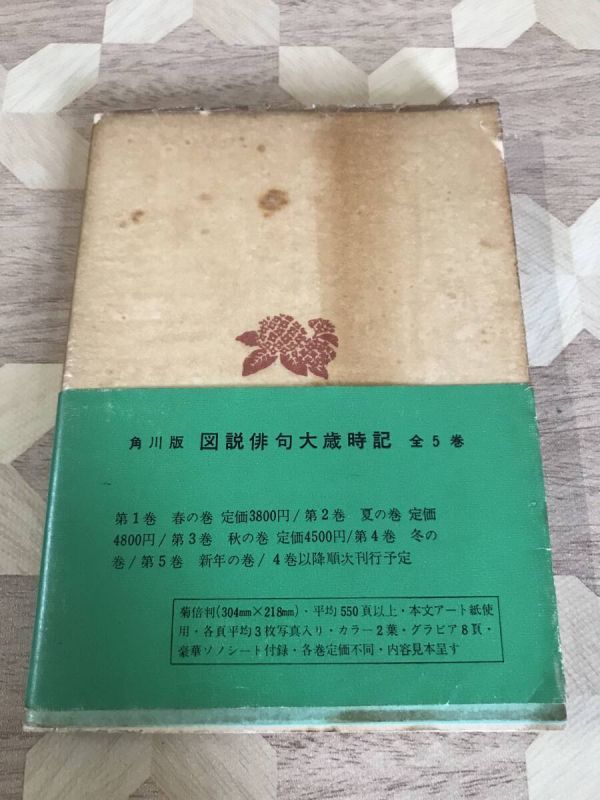 角川版 図説俳句大歳時記 全5巻
第1巻 春の巻 定価3800円/第2巻 夏の巻 定価
4800円/第3巻 秋の巻 定価4500円/第4巻 冬の
巻/第5巻 新年の巻/4巻以降順次刊行予定
菊倍判(304mm×218mm)・平均550頁以上・本文アート紙使
用・各頁平均3枚写真入り・カラー2葉・グラビア8頁・
豪華ソノシート付録・各巻定価不同・内容見本呈す